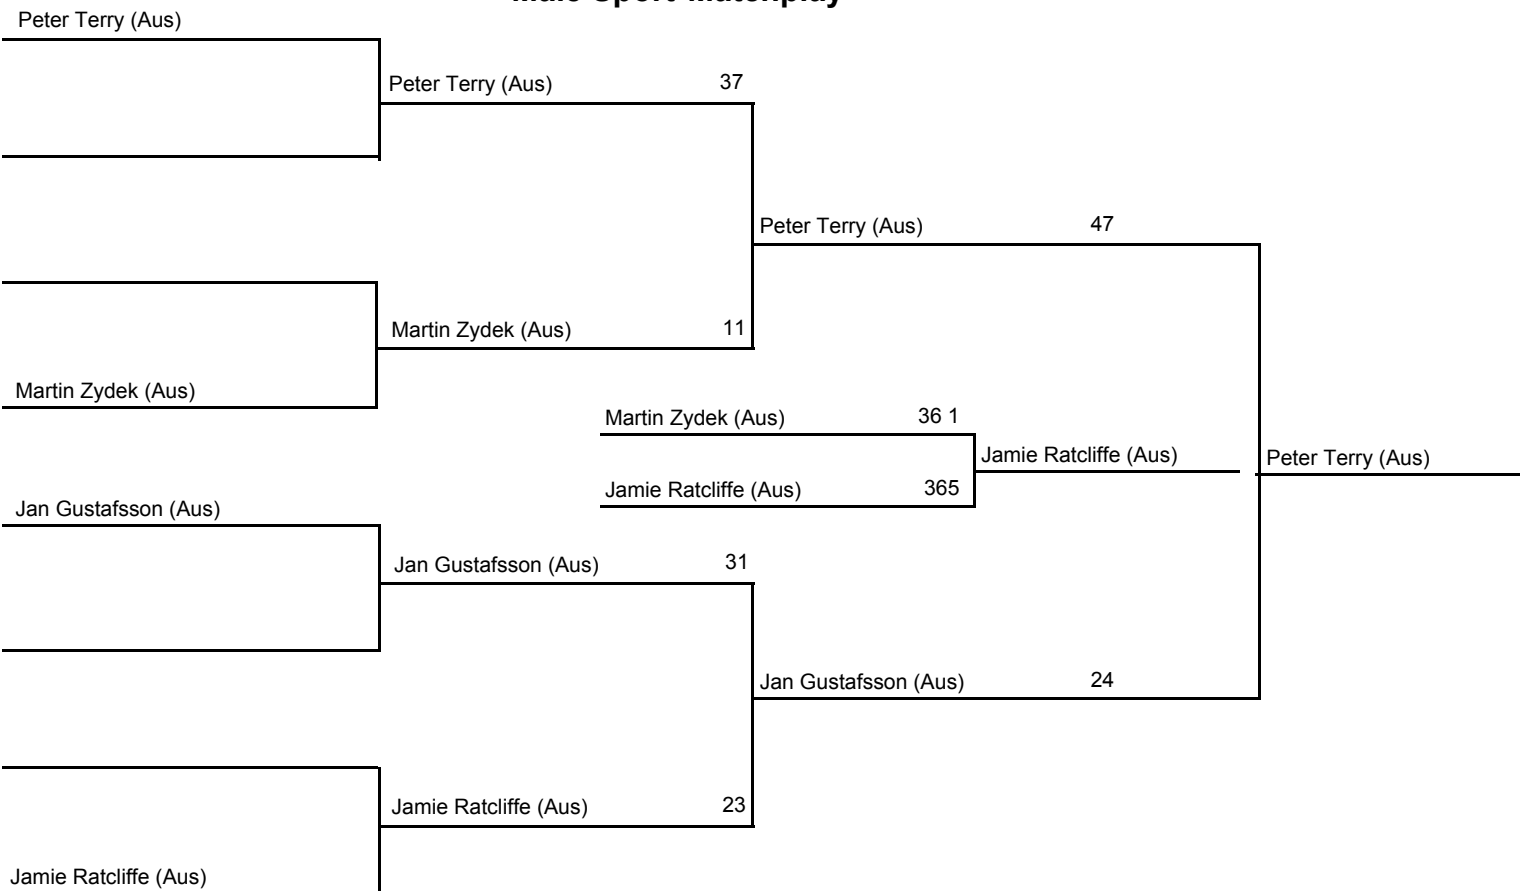 Male Sport Matchplay
Peter Terry (Aus)
Peter Terry (Aus) 37
Peter Terry (Aus) 47
Martin Zydek (Aus) 11
Martin Zydek (Aus)
Martin Zydek (Aus) 36 1
Jamie Ratcliffe (Aus)
Peter Terry (Aus)
Jamie Ratcliffe (Aus) 365
Jan Gustafsson (Aus)
Jan Gustafsson (Aus) 31
Jan Gustafsson (Aus) 24
Jamie Ratcliffe (Aus) 23
Jamie Ratcliffe (Aus)